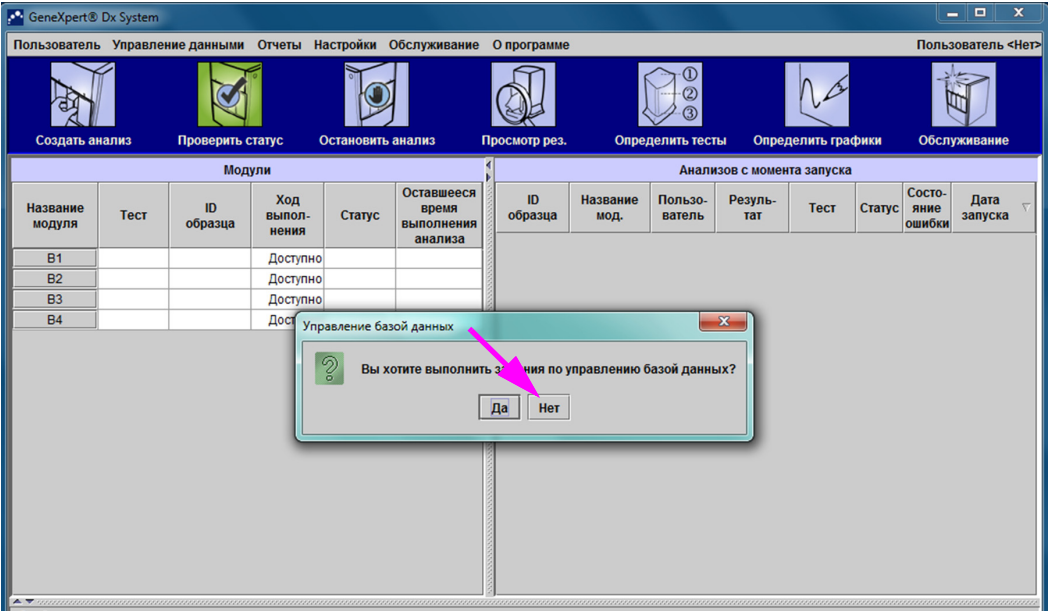 GeneXpert® Dx System
Пользователь Управление данными Отчеты Настройки Обслуживание О программе Пользователь <Нет>
①
②
③
Создать анализ Проверить статус Остановить анализ Просмотр рез. Определить тесты Определить графики Обслуживание
Модули
Название
модуля
Тест
ID
образца
Ход
выпол-
нения
Статус
Оставшееся
время
выполнения
анализа
B1 Доступно
B2 Доступно
B3 Доступно
B4
Анализов с момента запуска
ID
образца
Название
мод.
Пользо-
ватель
Резуль-
тат
Тест
Статус
Состо-
яние
ошибки
Дата
запуска
Управление базой данных
Вы хотите выполнить по управлению базой данных?
Да Нет